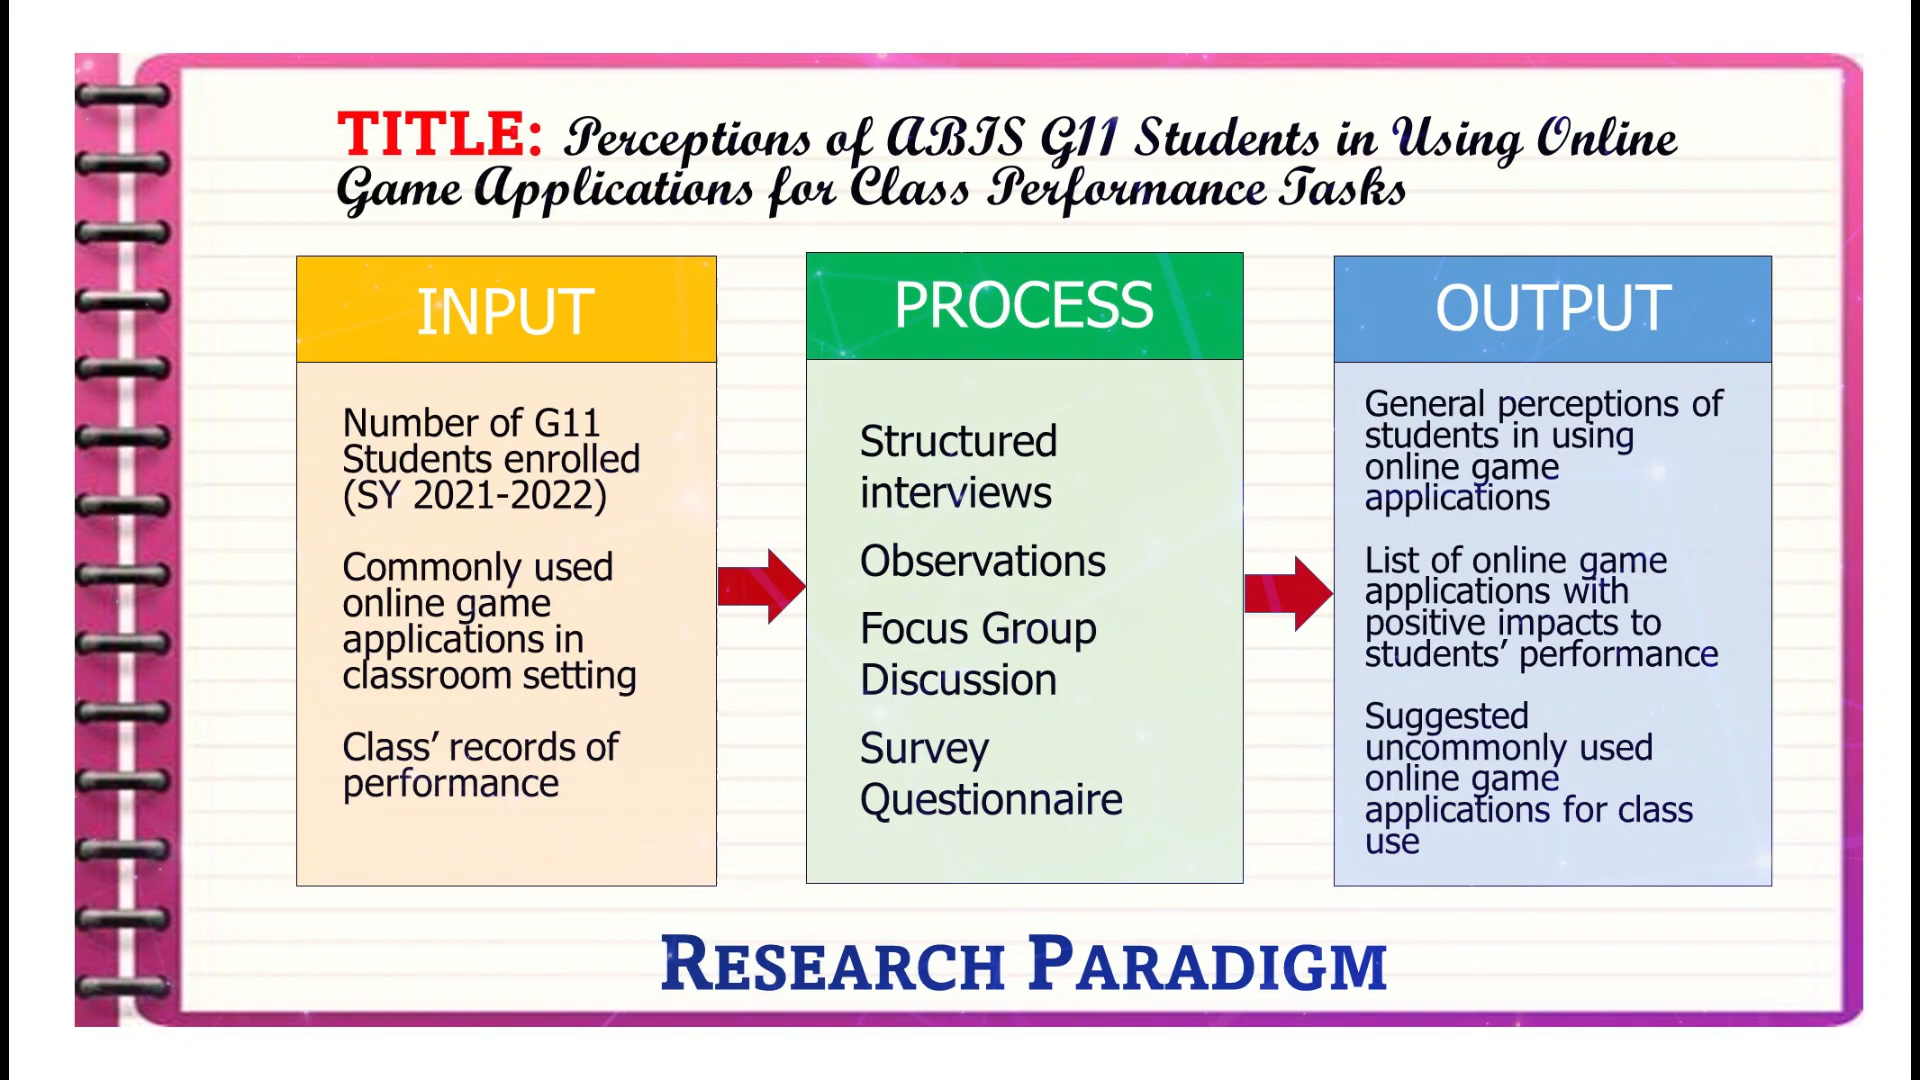 TITLE: Perceptions of ABIS G11 Students in Using Online
Game Applications for Class Performance Tasks
INPUT
Number of G11
Students enrolled
(SY 2021-2022)
Commonly used
online game
applications in
classroom setting
Class’ records of
performance
PROCESS
Structured
interviews
Observations
Focus Group
Discussion
Survey
Questionnaire
OUTPUT
General perceptions of
students in using
online game
applications
List of online game
applications with
positive impacts to
students’ performance
Suggested
uncommonly used
online game
applications for class
use
RESEARCH PARADIGM